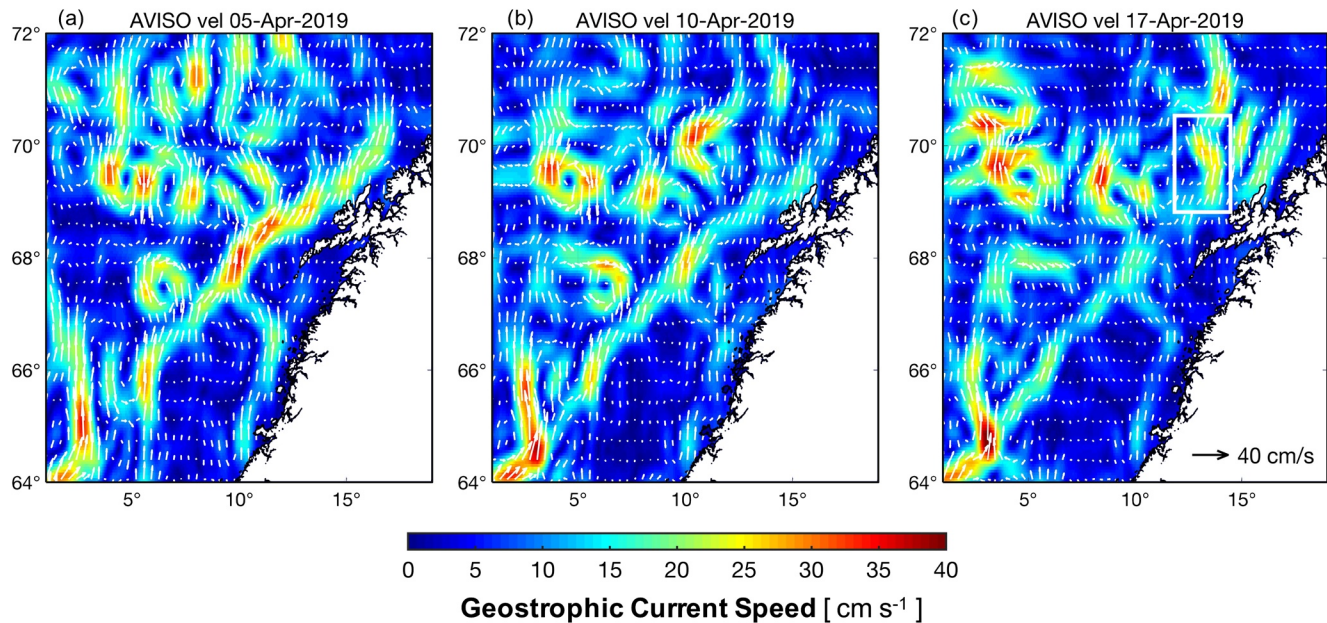 (a) AVISO vel 05-Apr-2019
(b) AVISO vel 10-Apr-2019
(c) AVISO vel 17-Apr-2019
72° 72° 72°
70° 70° 70°
68° 68° 68°
66° 66° 66°
40 cm/s
64° 64° 64°
5° 10° 15° 5° 10° 15° 5° 10° 15°
0 5 10 15 20 25 30 35 40
Geostrophic Current Speed [ cm s-1 ]